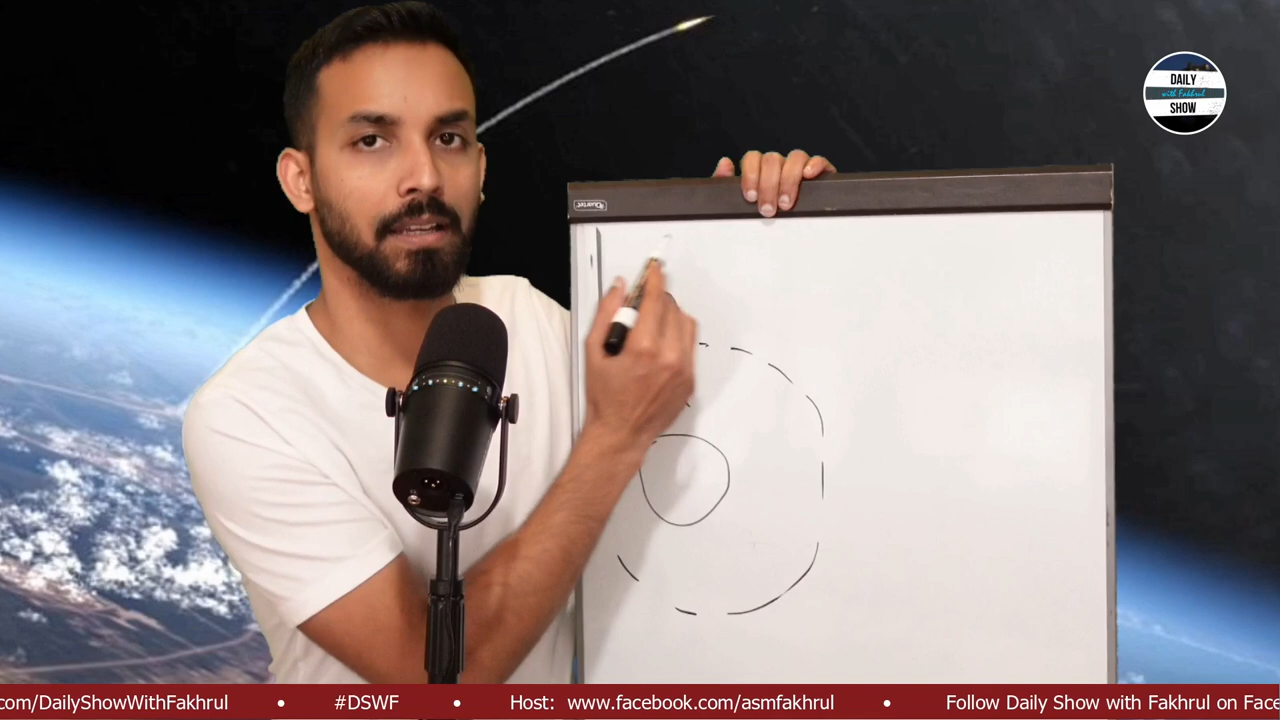 DAILY
with Fakhrul
SHOW
Quartet
com/DailyShowWithFakhrul • #DSWF • Host: www.facebook.com/asmfakhrul • Follow Daily Show with Fakhrul on Face